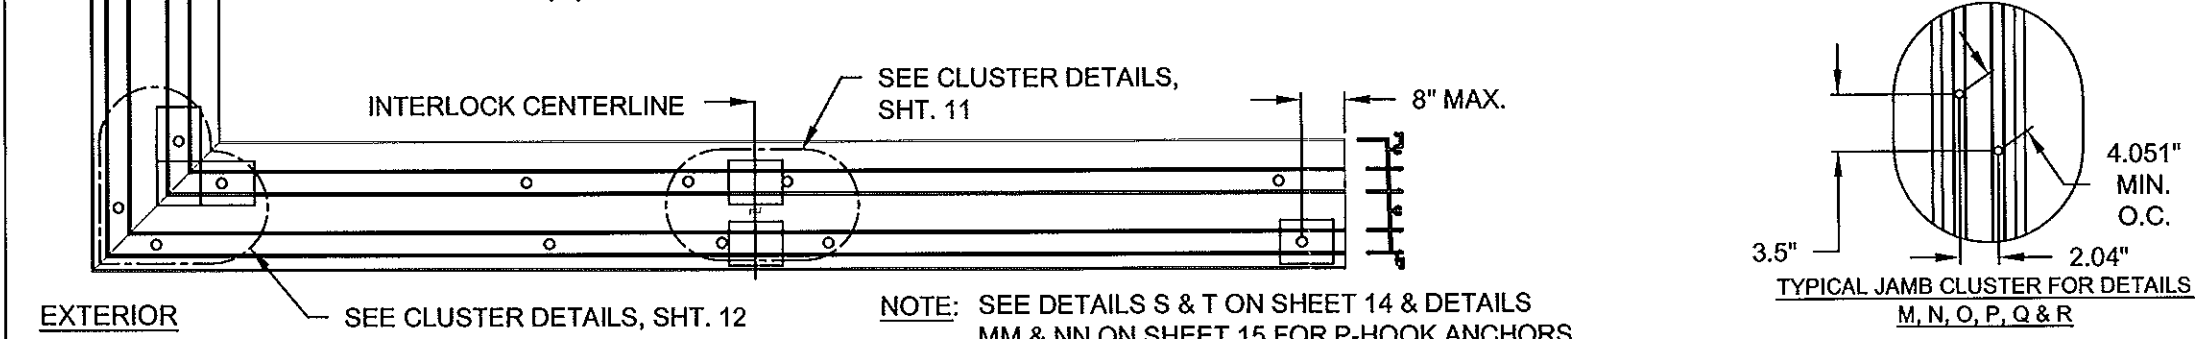 INTERLOCK CENTERLINE
SEE CLUSTER DETAILS,
SHT. 11
8" MAX.
EXTERIOR
SEE CLUSTER DETAILS, SHT. 12
NOTE: SEE DETAILS S & T ON SHEET 14 & DETAILS
MM & NN ON SHEET 15 FOR P-HOOK ANCHORS
4.051"
MIN.
O.C.
3.5"
2.04"
TYPICAL JAMB CLUSTER FOR DETAILS
M, N, O, P, Q & R